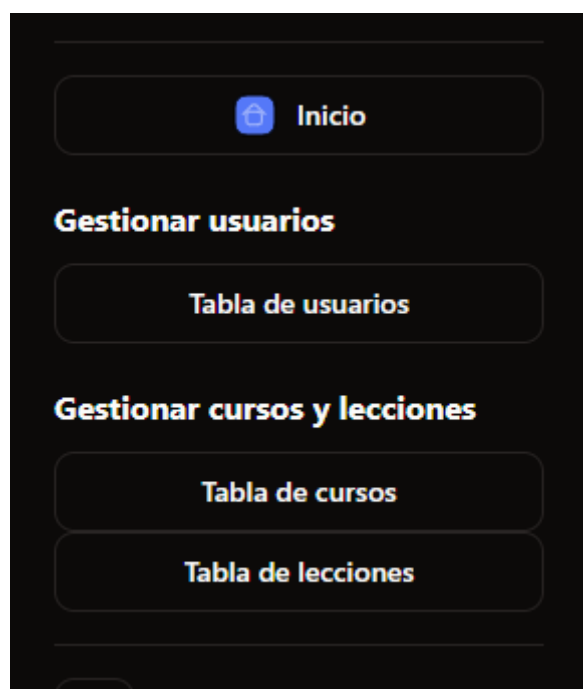 Inicio
Gestionar usuarios
Tabla de usuarios
Gestionar cursos y lecciones
Tabla de cursos
Tabla de lecciones